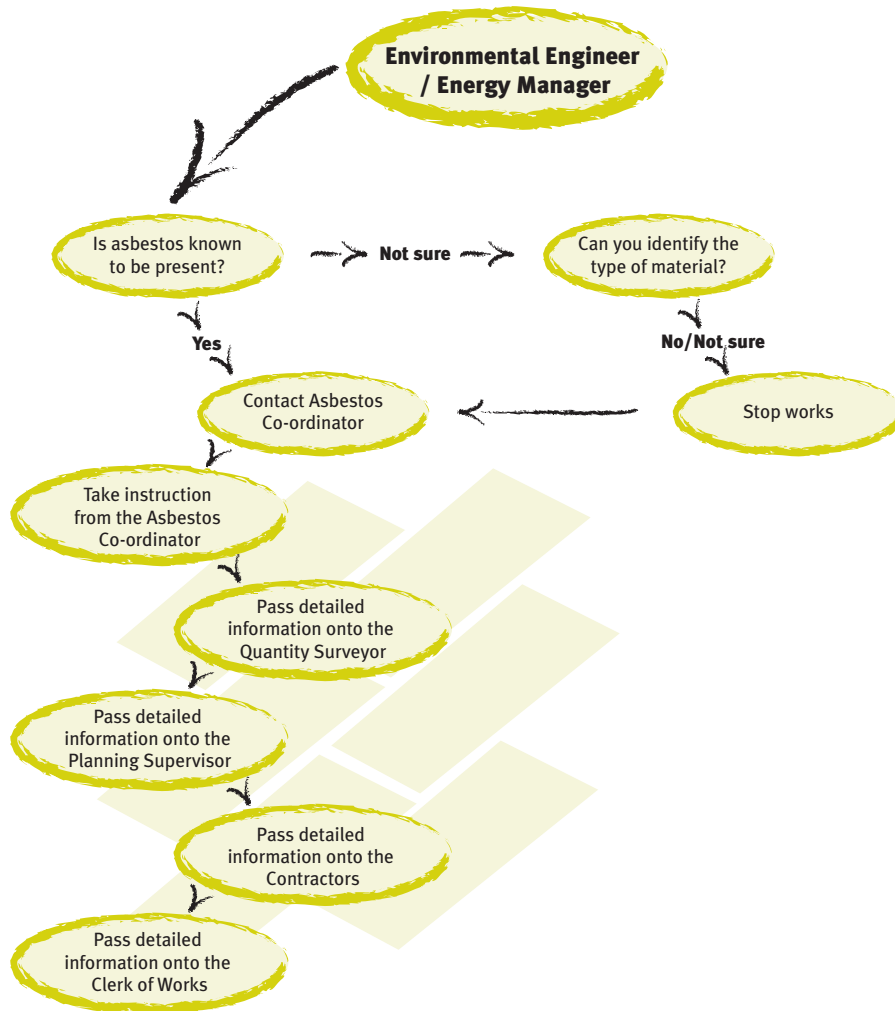 Environmental Engineer
/ Energy Manager
Is asbestos known
to be present?
Not sure
Can you identify the
type of material?
Yes
No/Not sure
Contact Asbestos
Co-ordinator
Stop works
Take instruction
from the Asbestos
Co-ordinator
Pass detailed
information onto the
Quantity Surveyor
Pass detailed
information onto the
Planning Supervisor
Pass detailed
information onto the
Contractors
Pass detailed
information onto the
Clerk of Works